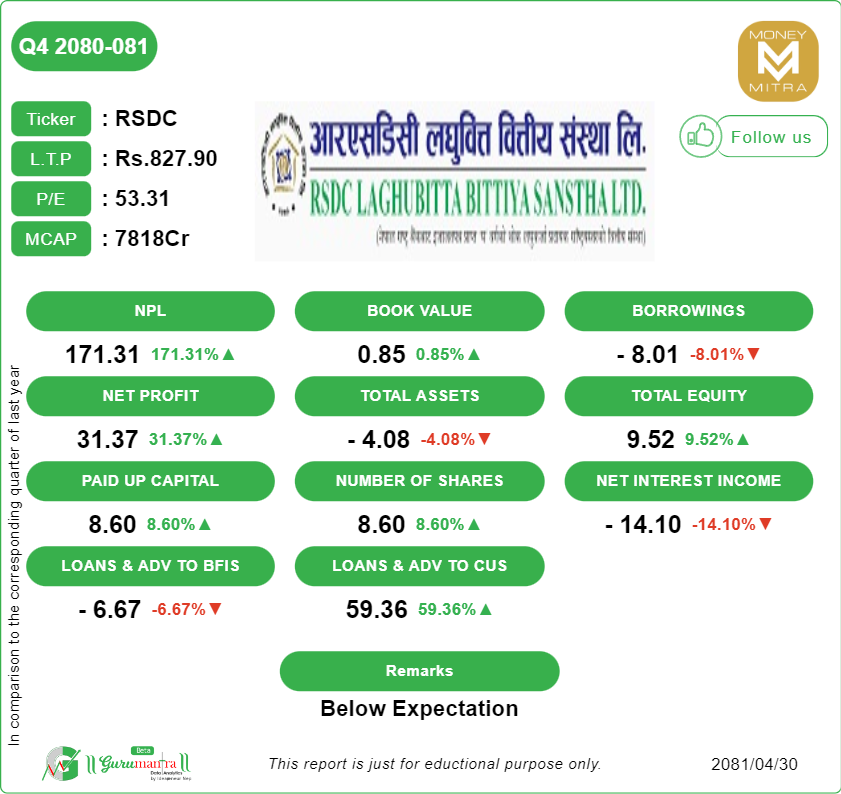 Q4 2080-081
MONEY
MITRA
Ticker : RSDC
L.T.P : Rs.827.90
P/E : 53.31
MCAP : 7818Cr
आरएसडिसी लघुवित्त वित्तीय संस्था लि.
RSDC LAGHUBITTA BITTIYA SANSTHA LTD.
Follow us
NPL BOOK VALUE BORROWINGS
171.31 171.31%▲ 0.85 0.85%▲ - 8.01 -8.01%▼
NET PROFIT TOTAL ASSETS TOTAL EQUITY
31.37 31.37%▲ - 4.08 -4.08%▼ 9.52 9.52%▲
PAID UP CAPITAL NUMBER OF SHARES NET INTEREST INCOME
8.60 8.60%▲ 8.60 8.60%▲ - 14.10 -14.10%▼
LOANS & ADV TO BFIS LOANS & ADV TO CUS
- 6.67 -6.67%▼ 59.36 59.36%▲
In comparison to the corresponding quarter of last year
Remarks
Below Expectation
Beta
Gurumantra
Data |Analytics
This report is just for eductional purpose only.
2081/04/30